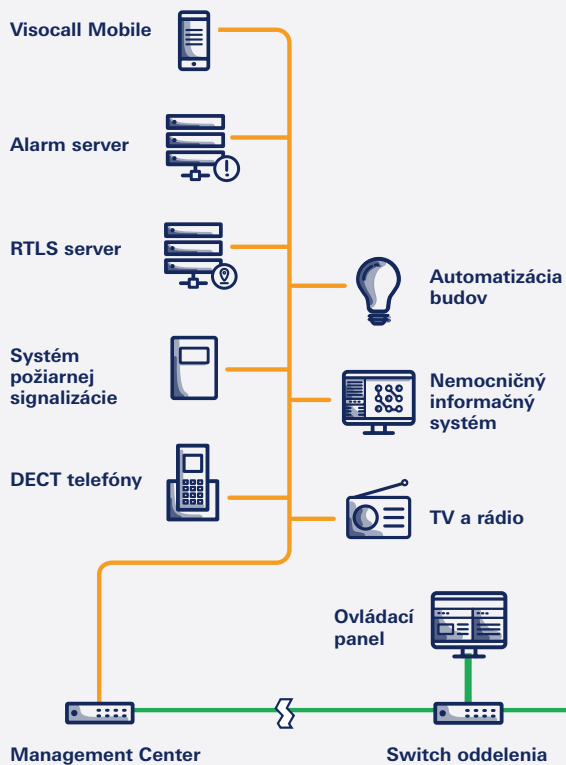 Visocall Mobile
Alarm server
RTLS server
Automatizácia
budov
Systém
požiarnej
signalizácie
Nemocničný
informačný
systém
DECT telefóny
TV a rádio
Ovládací
panel
Management Center
Switch oddelenia